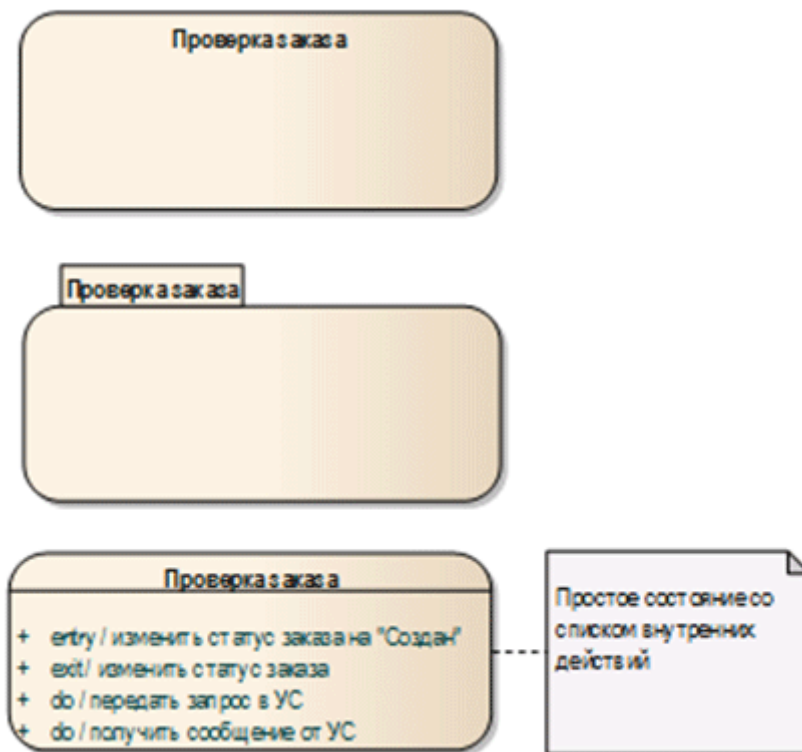 Проверка заказа
Проверка заказа
Проверка заказа
+ entry / изменить статус заказа на "Создан"
+ exit/ изменить статус заказа
+ do / передать запрос в УС
+ do / получить сообщение от УС
Простое состояние со
списком внутренних
действий